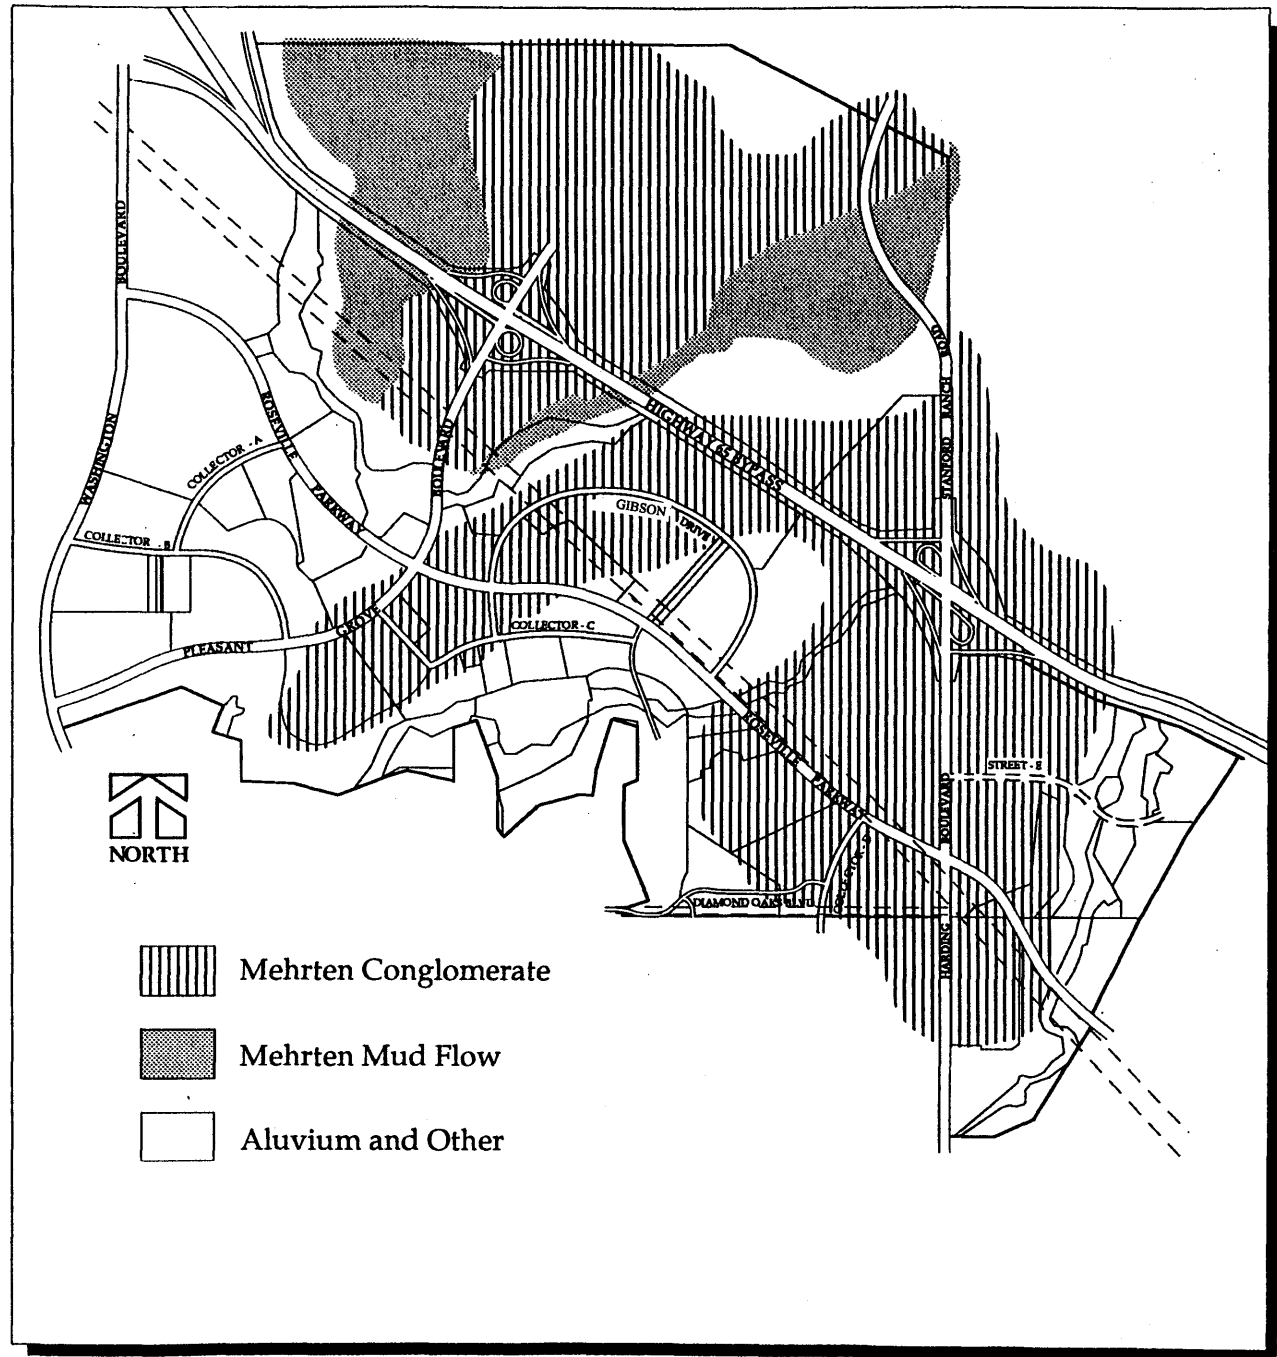 BOULEVARD
WASHINGTON
ROSEVILLE
PARKWAY
COLLECTOR - A
COLLECTOR - B
PLEASANT
GROVE
BOULEVARD
HIGHWAY 65 BYPASS
GIBSON
DRIVE
COLLECTOR - C
STANFORD RANCH ROAD
ROSEVILLE PARKWAY
STREET - E
BOULEVARD
HARDING
DIAMOND OAKS BLVD
NORTH
Mehrten Conglomerate
Mehrten Mud Flow
Aluvium and Other